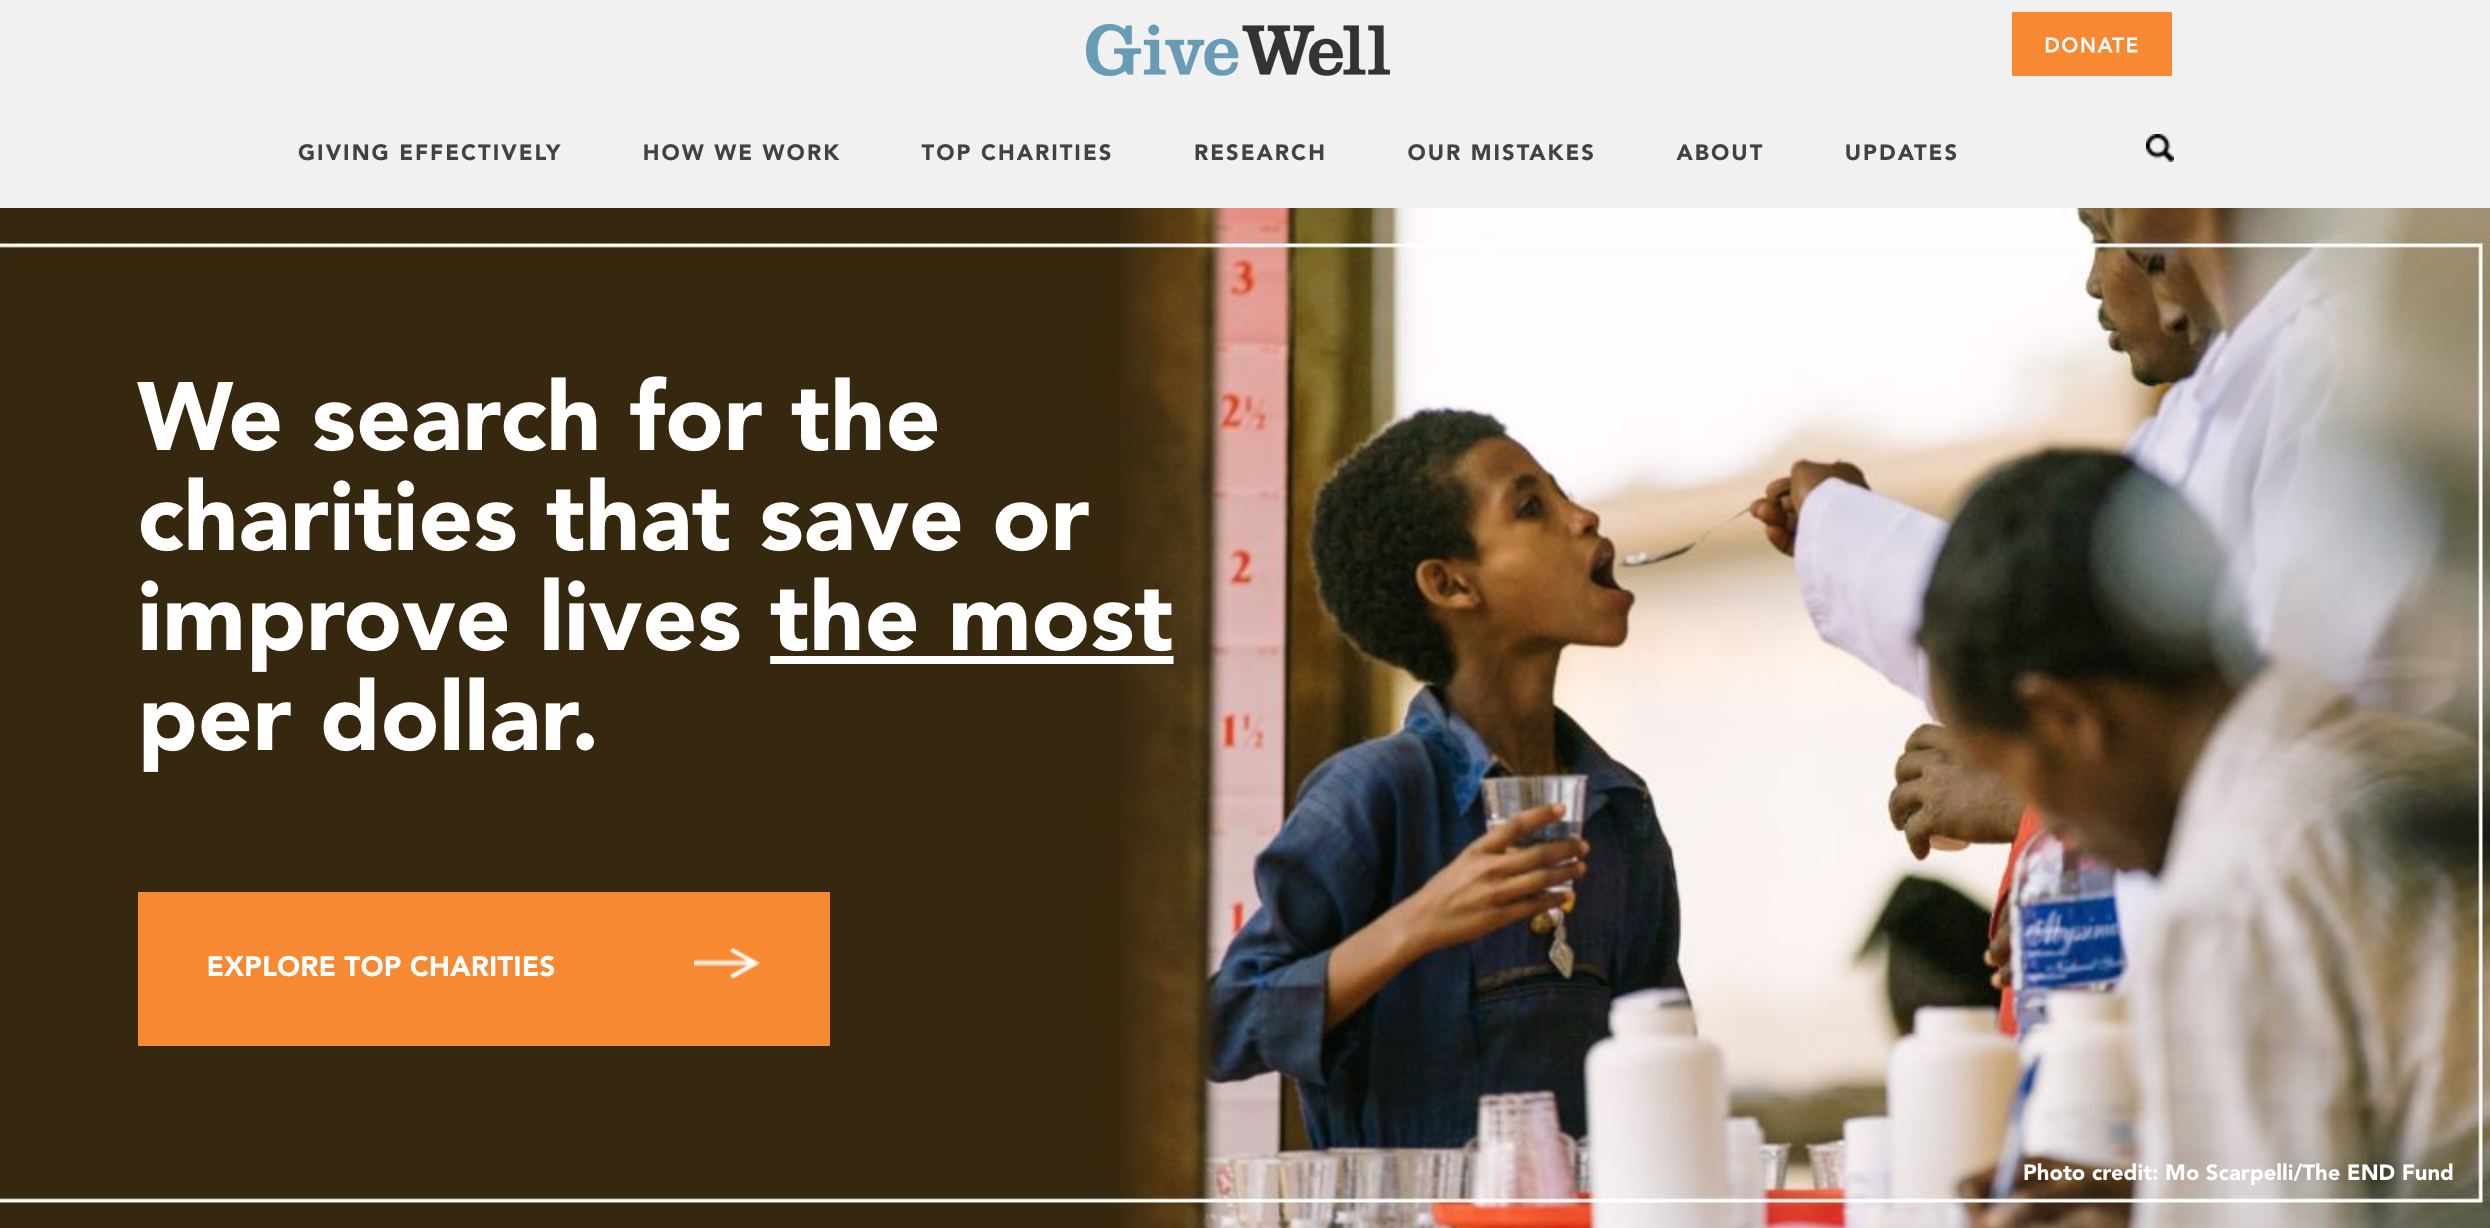 GiveWell
DONATE
GIVING EFFECTIVELY
HOW WE WORK
TOP CHARITIES
RESEARCH
OUR MISTAKES
ABOUT
UPDATES
We search for the
charities that save or
improve lives the most
per dollar.
EXPLORE TOP CHARITIES
3
2½
2
1½
1
Photo credit: Mo Scarpelli/The END Fund